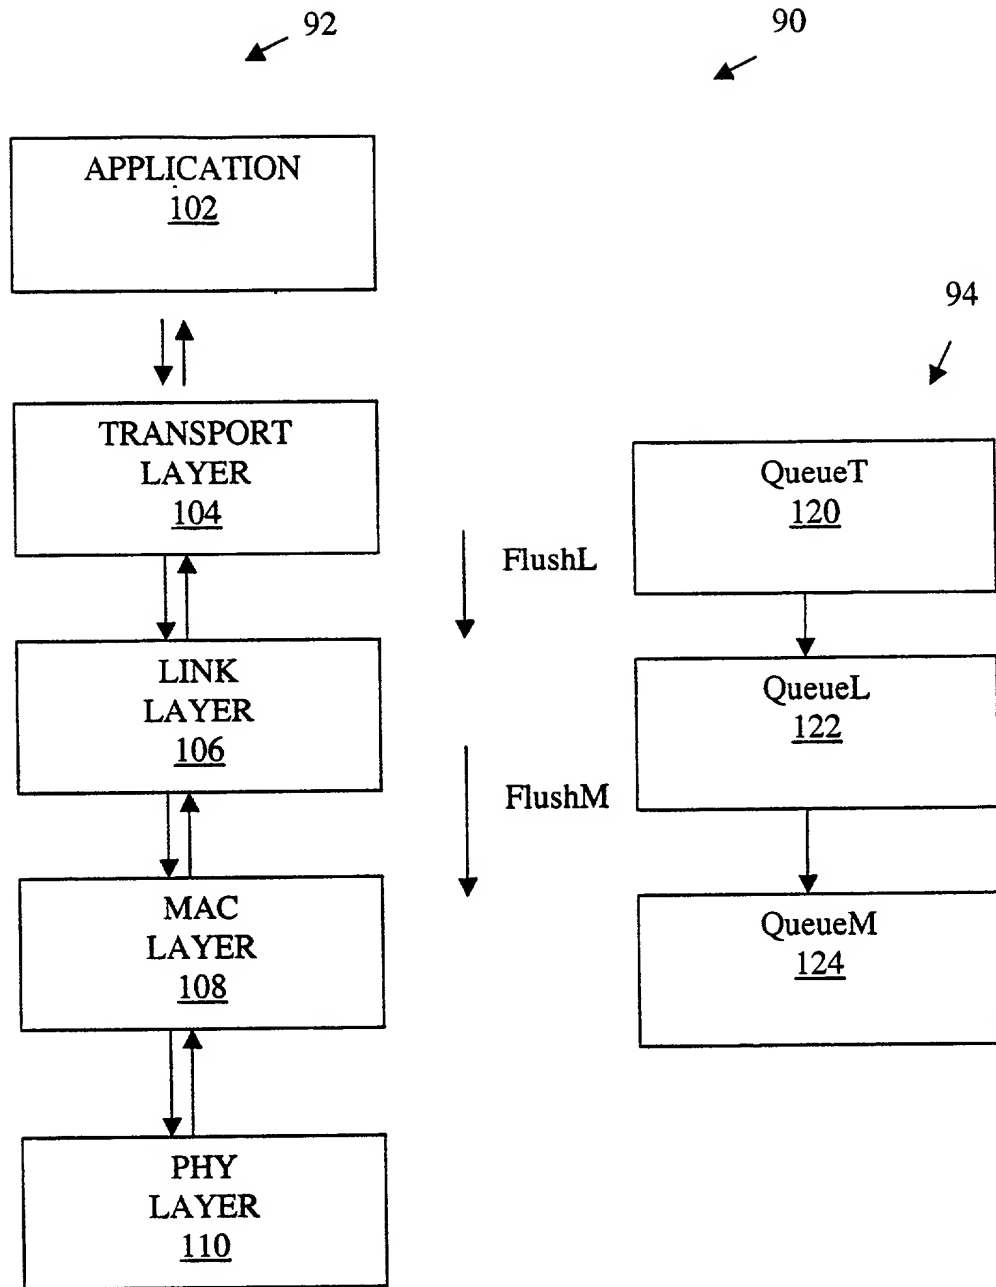 92
90
APPLICATION
102
94
TRANSPORT
LAYER
104
QueueT
120
FlushL
LINK
LAYER
106
QueueL
122
FlushM
MAC
LAYER
108
QueueM
124
PHY
LAYER
110